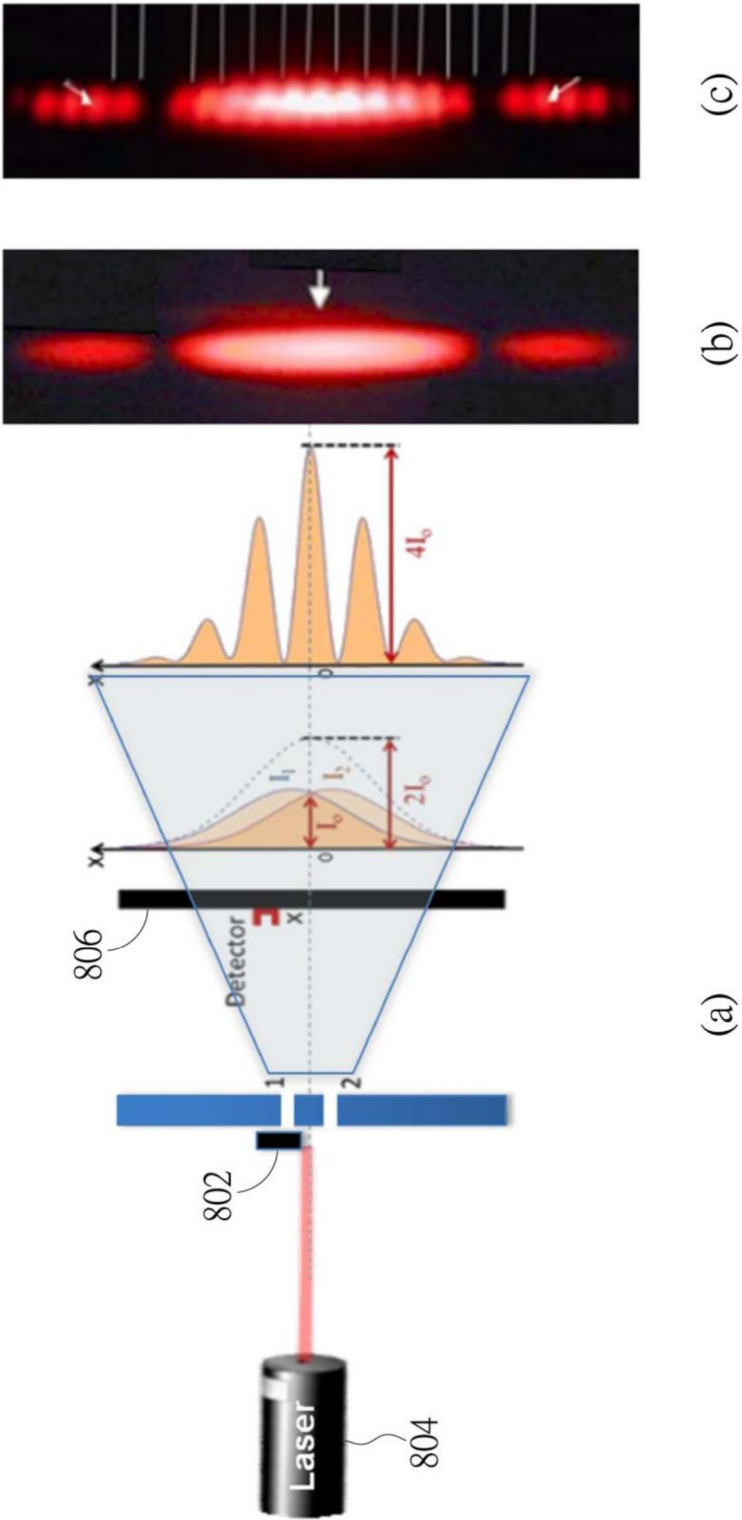 Laser
804
802
1
2
Detector
x
806
x
0
I₀
2I₀
I₁
I₂
x
0
4I₀
(a)
(b)
(c)